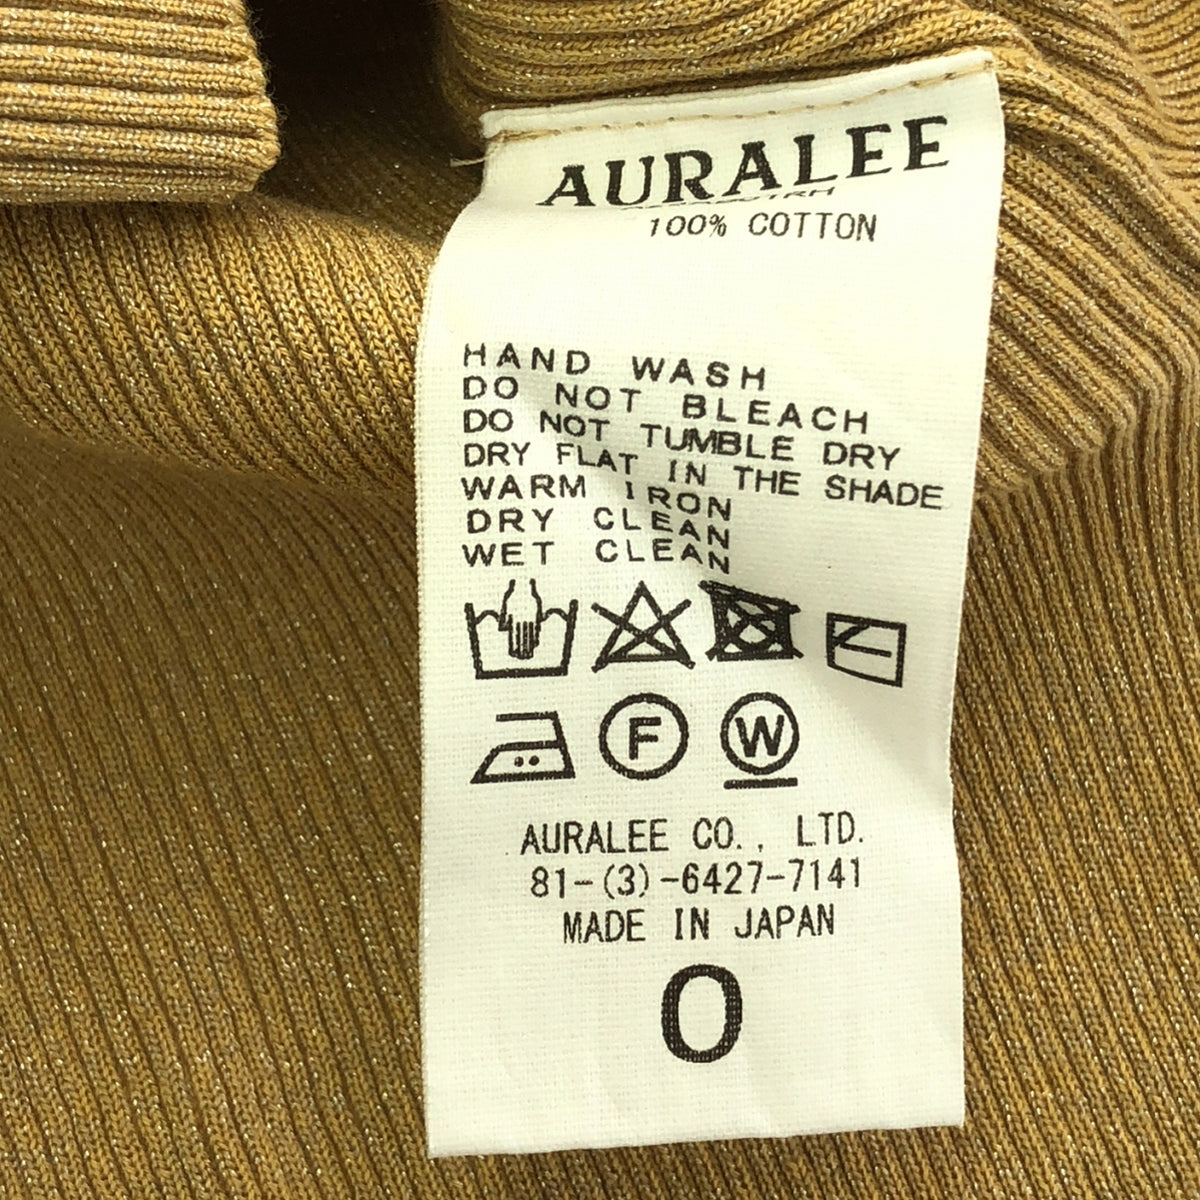 AURALEE
100% COTTON
HAND WASH
DO NOT BLEACH
DO NOT TUMBLE DRY
DRY FLAT IN THE SHADE
WARM IRON
DRY CLEAN
WET CLEAN
F W
AURALEE CO., LTD.
81-(3)-6427-7141
MADE IN JAPAN
0